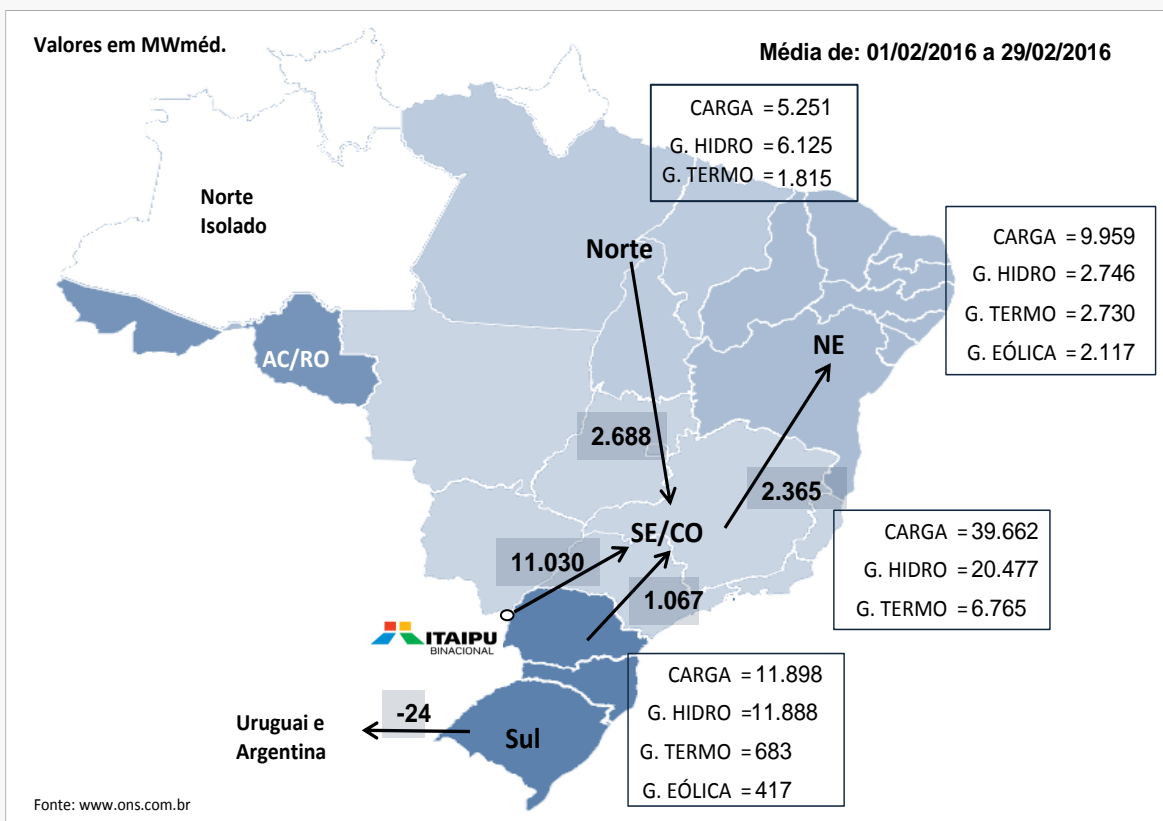 Valores em MWméd.
Média de: 01/02/2016 a 29/02/2016
CARGA = 5.251
G. HIDRO = 6.125
G. TERMO = 1.815
Norte
Isolado
Norte
CARGA = 9.959
G. HIDRO = 2.746
G. TERMO = 2.730
G. EÓLICA = 2.117
NE
AC/RO
2.688
2.365
SE/CO
CARGA = 39.662
G. HIDRO = 20.477
G. TERMO = 6.765
11.030
1.067
ITAIPU
BINACIONAL
CARGA = 11.898
G. HIDRO =11.888
G. TERMO = 683
G. EÓLICA = 417
-24
Uruguai e
Argentina
Sul
Fonte: www.ons.com.br